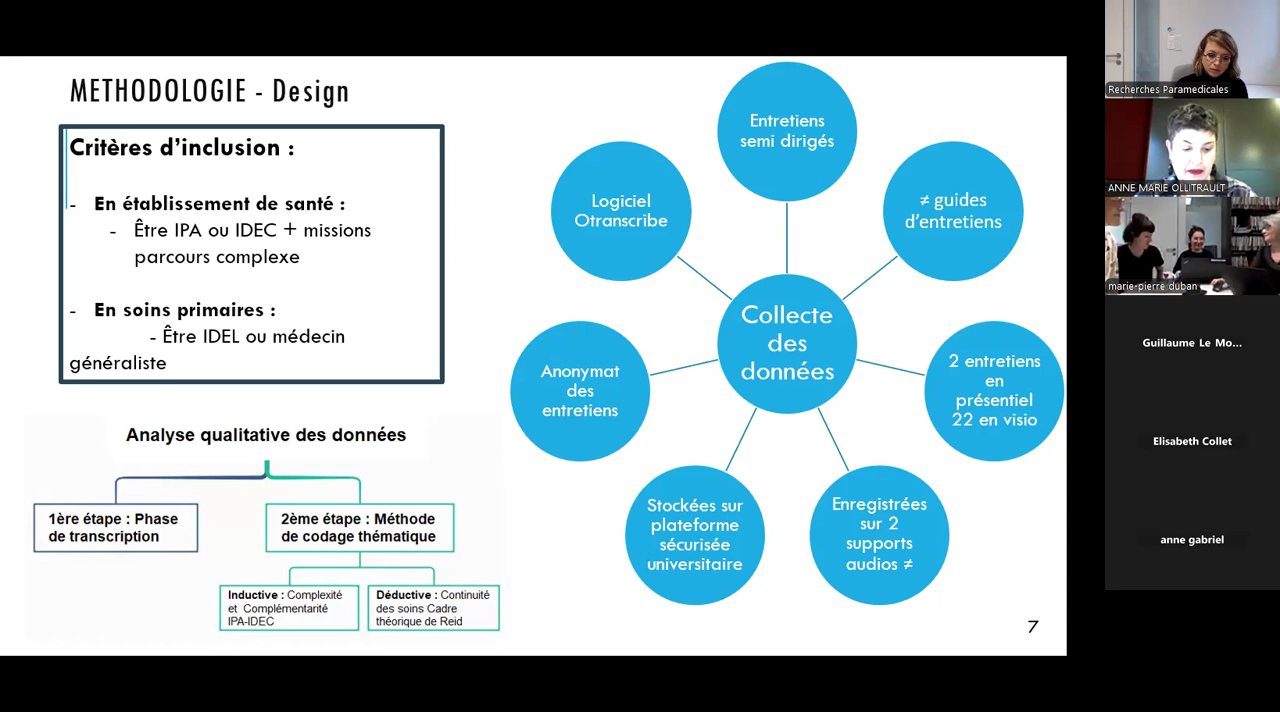 METHODOLOGIE - Design
Critères d'inclusion :
- En établissement de santé :
- Être IPA ou IDEC + missions
parcours complexe
- En soins primaires :
- Être IDEL ou médecin
généraliste
Analyse qualitative des données
1ère étape : Phase
de transcription
2ème étape : Méthode
de codage thématique
Inductive : Complexité
et Complémentarité
IPA-IDEC
Déductive : Continuité
des soins Cadre
théorique de Reid
Collecte
des
données
Entretiens
semi dirigés
≠ guides
d'entretiens
2 entretiens
en
présentiel
22 en visio
Enregistrées
sur 2
supports
audios ≠
Stockées sur
plateforme
sécurisée
universitaire
Anonymat
des
entretiens
Logiciel
Otranscribe
7
Recherches Paramedicales
ANNE MARIE OLLITRAULT
marie-pierre duban
Guillaume Le Mo...
Elisabeth Collet
anne gabriel